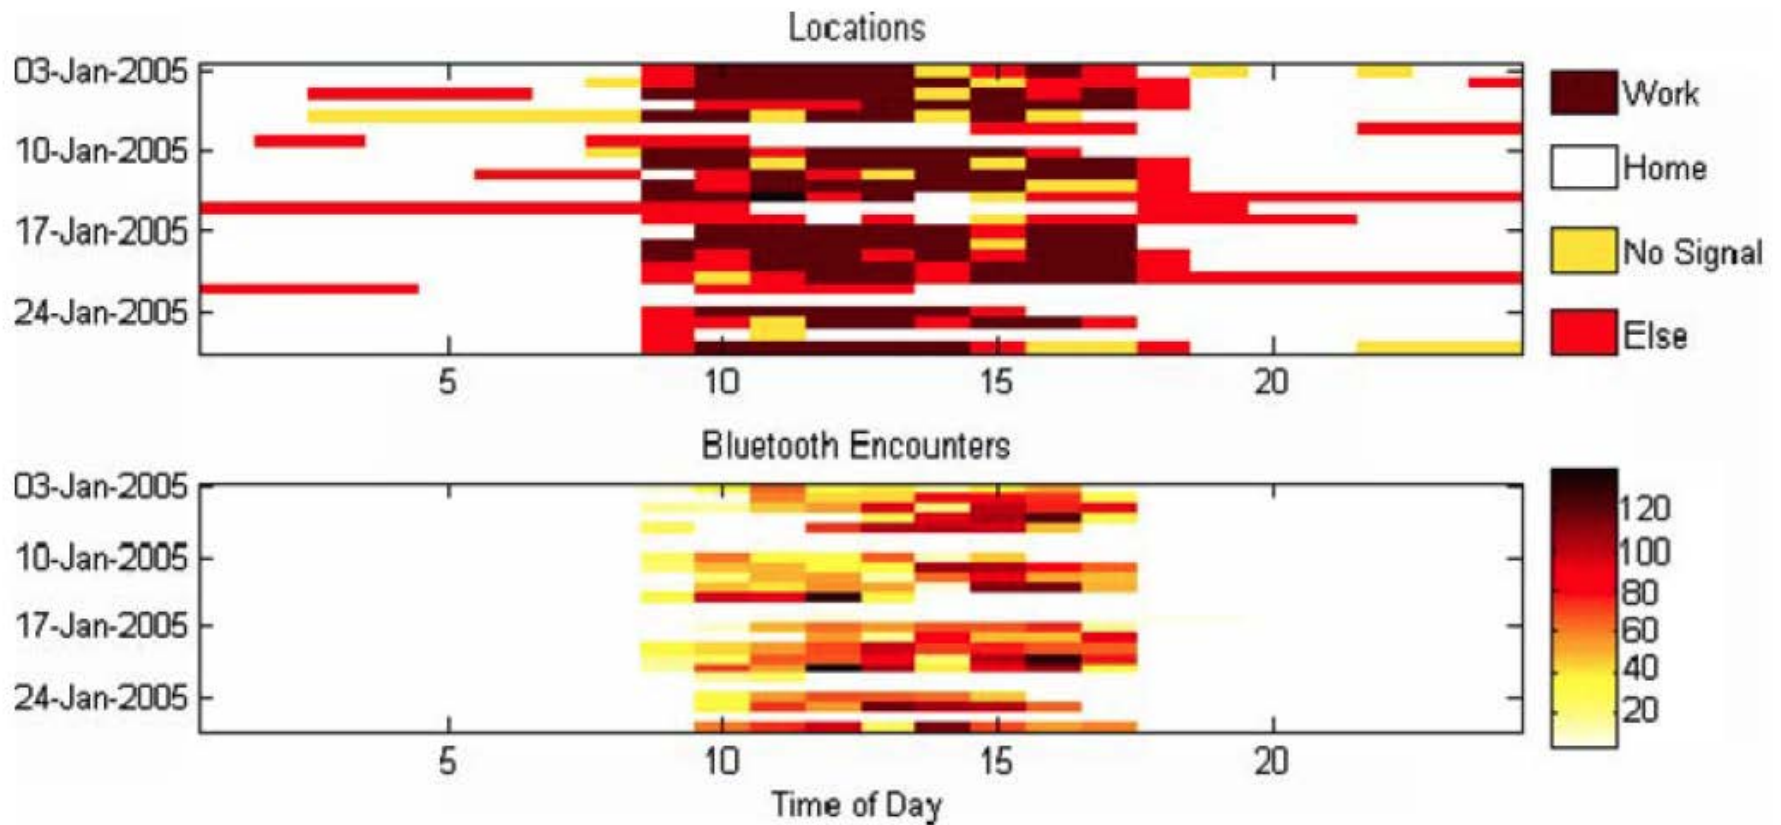 Locations
03-Jan-2005
10-Jan-2005
17-Jan-2005
24-Jan-2005
5 10 15 20
Work
Home
No Signal
Else
Bluetooth Encounters
03-Jan-2005
10-Jan-2005
17-Jan-2005
24-Jan-2005
5 10 15 20
Time of Day
120
100
80
60
40
20